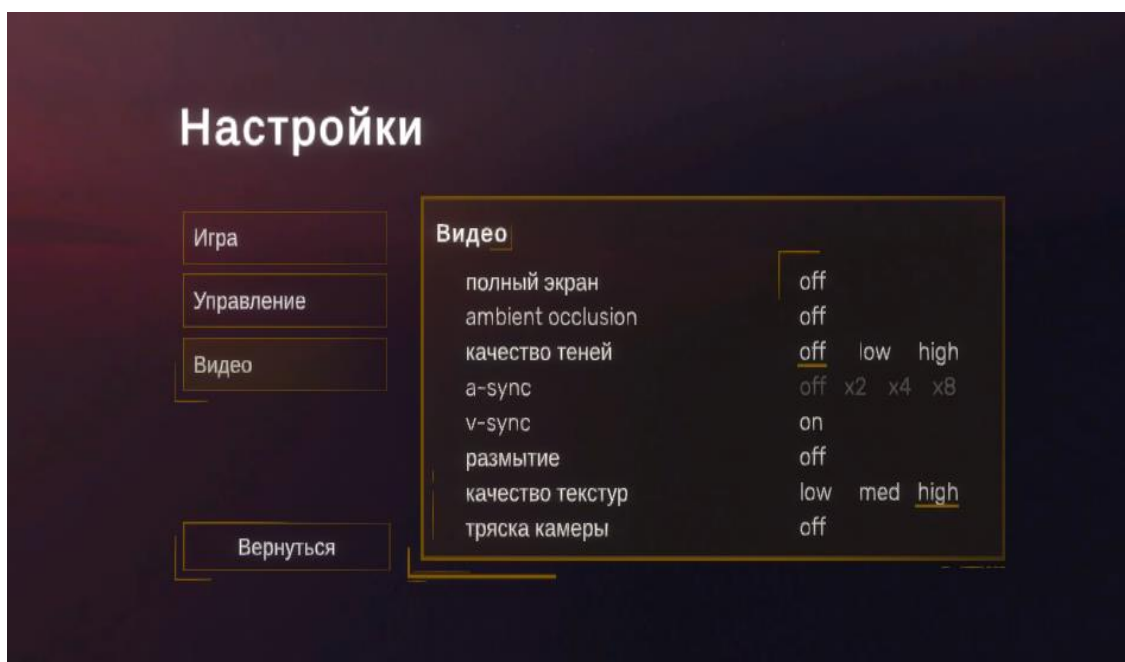 Настройки
Игра
Управление
Видео
Вернуться
Видео
полный экран off
ambient occlusion off
качество теней off low high
a-sync off x2 x4 x8
v-sync on
размытие off
качество текстур low med high
тряска камеры off